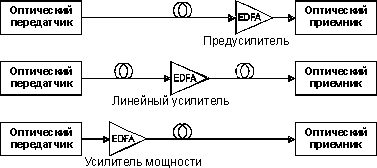 Оптический
передатчик
EDFA
Предусилитель
Оптический
приемник
Оптический
передатчик
EDFA
Линейный усилитель
Оптический
приемник
Оптический
передатчик
EDFA
Усилитель мощности
Оптический
приемник